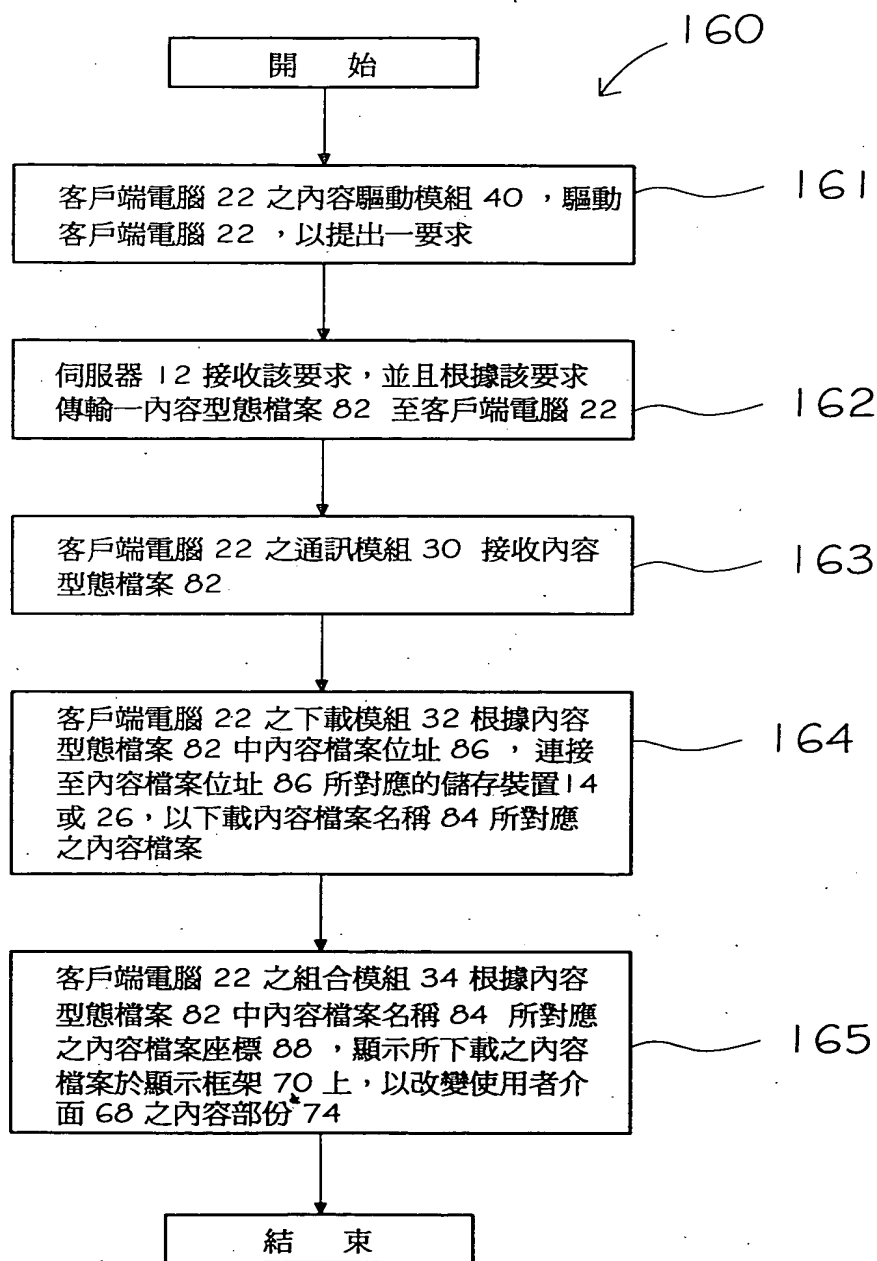 160
開 始
客戶端電腦 22 之內容驅動模組 40 ,驅動
客戶端電腦 22 ,以提出一要求
161
伺服器 12 接收該要求,並且根據該要求
傳輸一內容型態檔案 82 至客戶端電腦 22
162
客戶端電腦 22 之通訊模組 30 接收內容
型態檔案 82
163
客戶端電腦 22 之下載模組 32 根據內容
型態檔案 82 中內容檔案位址 86 , 連接
至內容檔案位址 86 所對應的儲存裝置14
或 26,以下載內容檔案名稱 84 所對應
之內容檔案
164
客戶端電腦 22 之組合模組 34 根據內容
型態檔案 82 中內容檔案名稱 84 所對應
之內容檔案座標 88 ,顯示所下載之內容
檔案於顯示框架 70 上,以改變使用者介
面 68 之內容部份 74
165
結 束